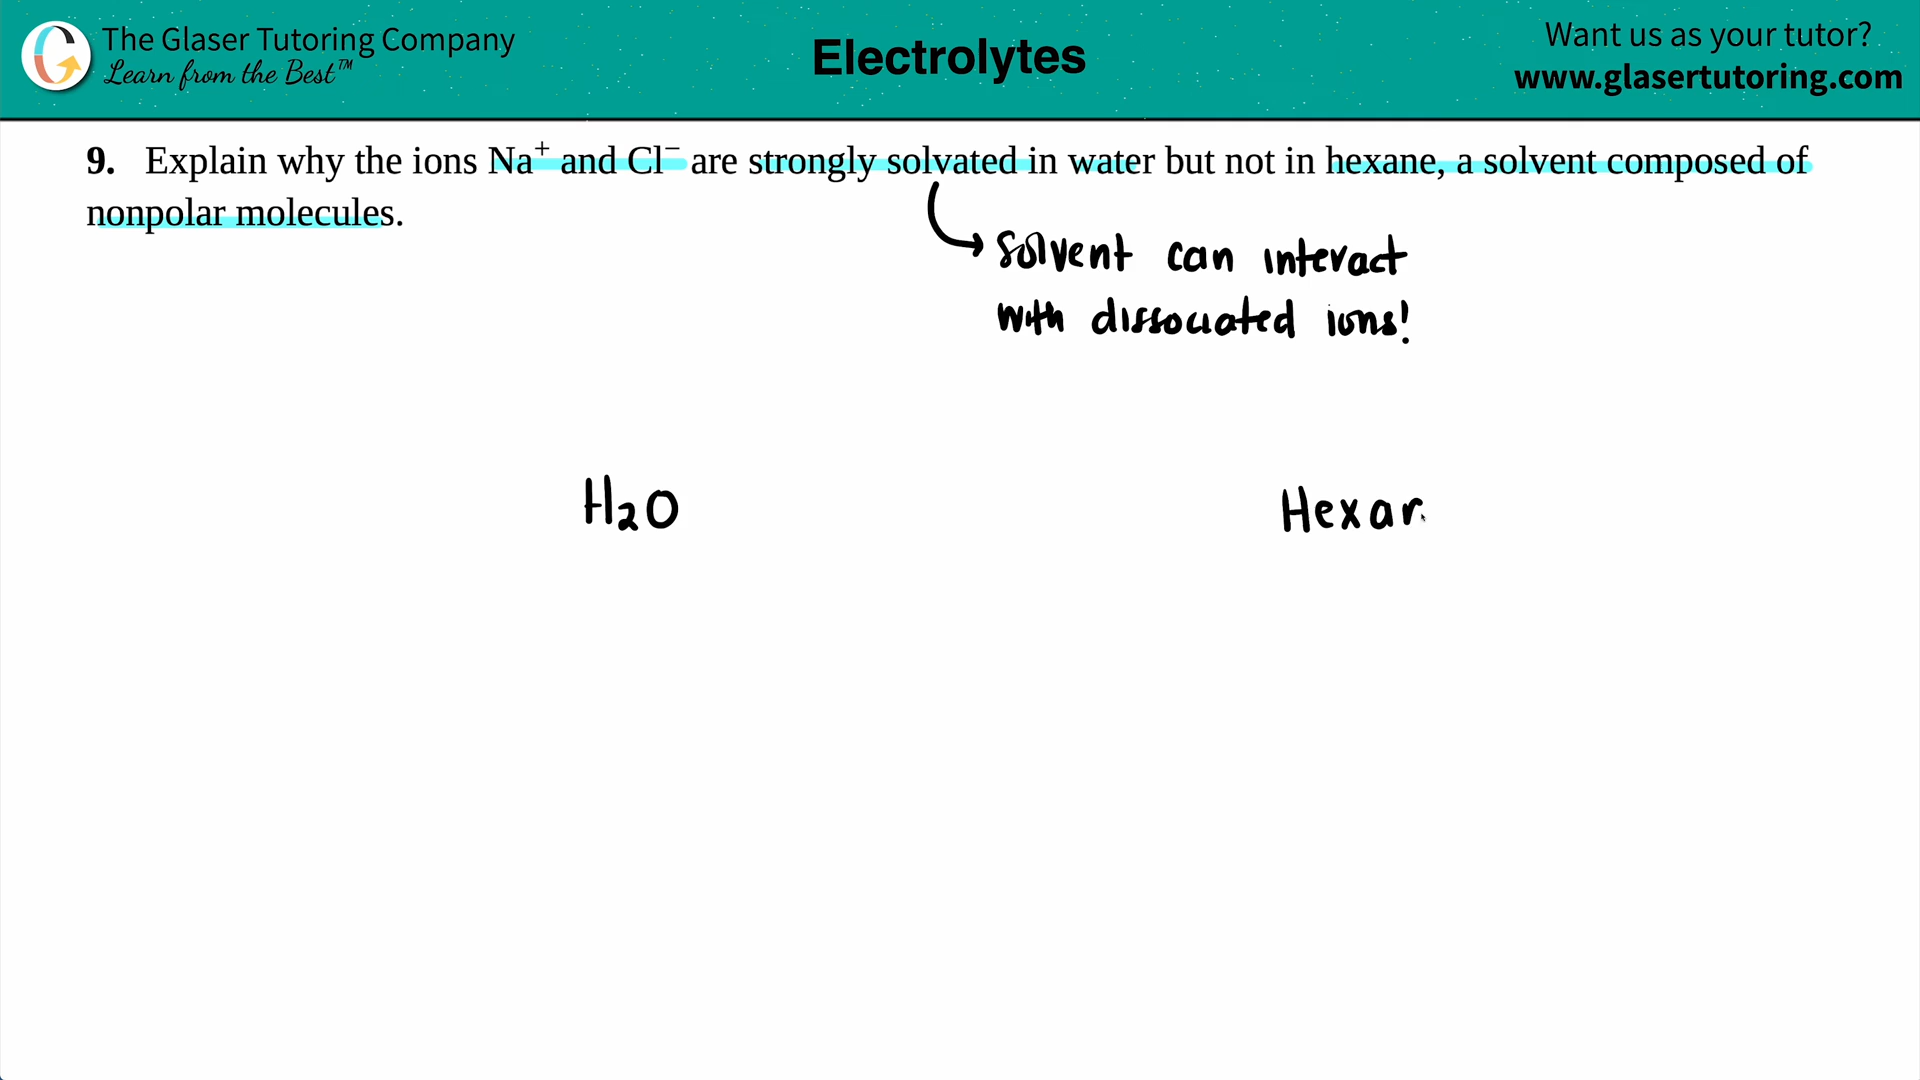 The Glaser Tutoring Company
Learn from the Best™
Electrolytes
Want us as your tutor?
www.glasertutoring.com
9. Explain why the ions Na⁺ and Cl⁻ are strongly solvated in water but not in hexane, a solvent composed of
nonpolar molecules.
solvent can interact
with dissociated ions!
H₂O
Hexan